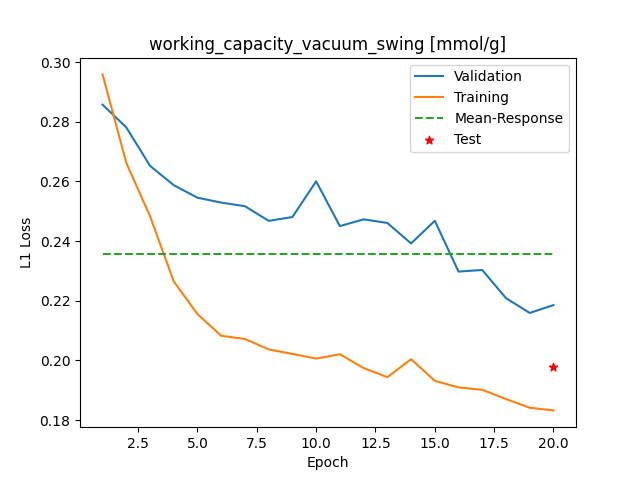 working_capacity_vacuum_swing [mmol/g]
0.30
0.28
0.26
0.24
0.22
0.20
0.18
L1 Loss
Validation
Training
Mean-Response
Test
2.5 5.0 7.5 10.0 12.5 15.0 17.5 20.0
Epoch